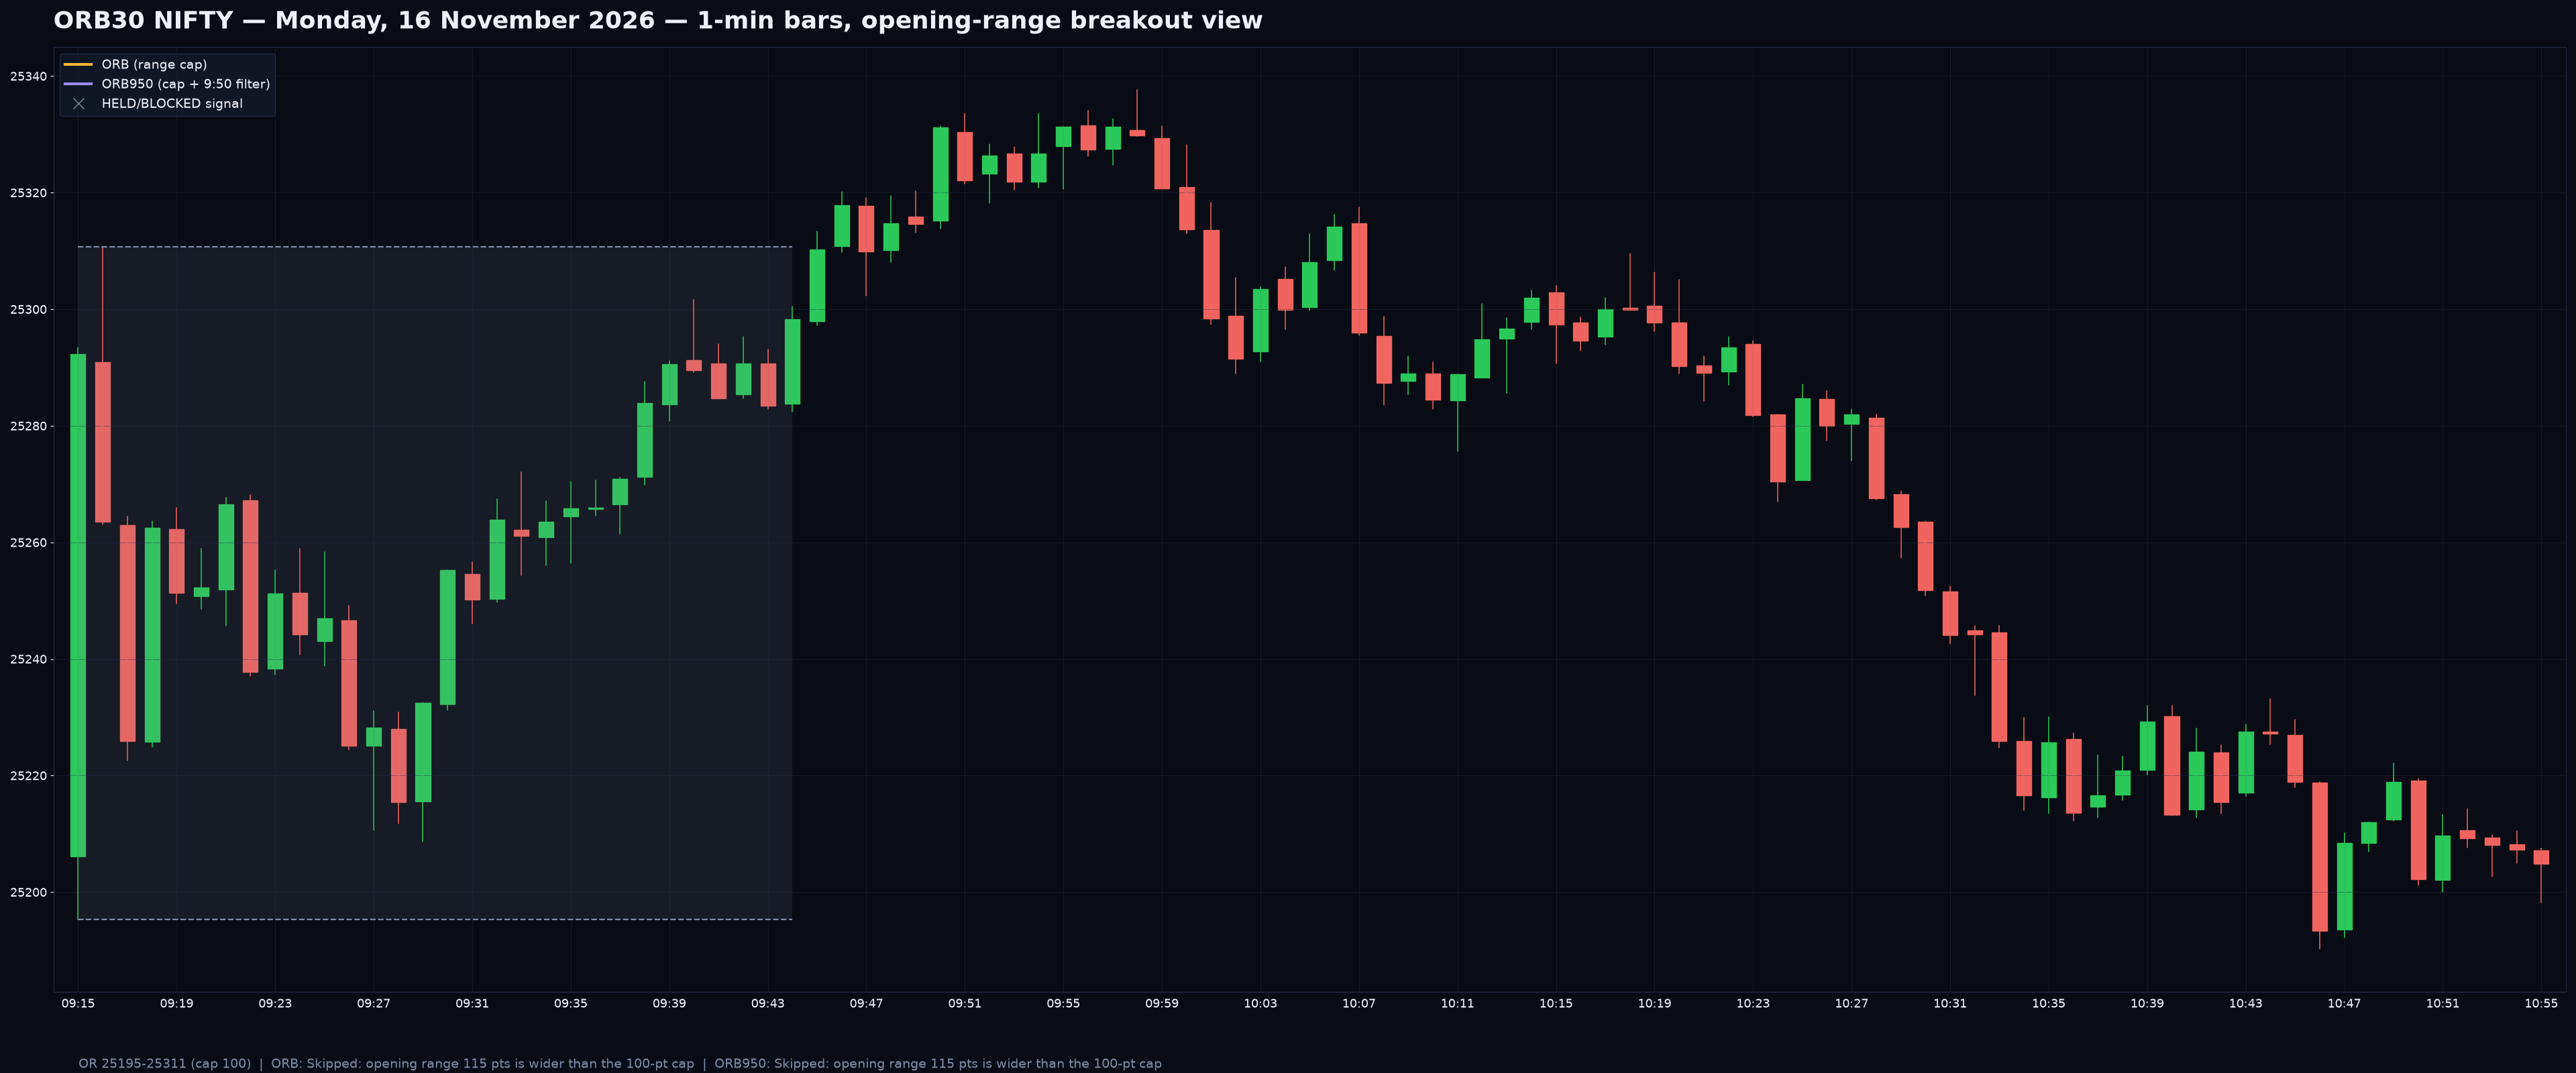 ORB30 NIFTY — Monday, 16 November 2026 — 1-min bars, opening-range breakout view
ORB (range cap)
ORB950 (cap + 9:50 filter)
HELD/BLOCKED signal
25340
25320
25300
25280
25260
25240
25220
25200
09:15 09:19 09:23 09:27 09:31 09:35 09:39 09:43 09:47 09:51 09:55 09:59 10:03 10:07 10:11 10:15 10:19 10:23 10:27 10:31 10:35 10:39 10:43 10:47 10:51 10:55
OR 25195-25311 (cap 100) | ORB: Skipped: opening range 115 pts is wider than the 100-pt cap | ORB950: Skipped: opening range 115 pts is wider than the 100-pt cap